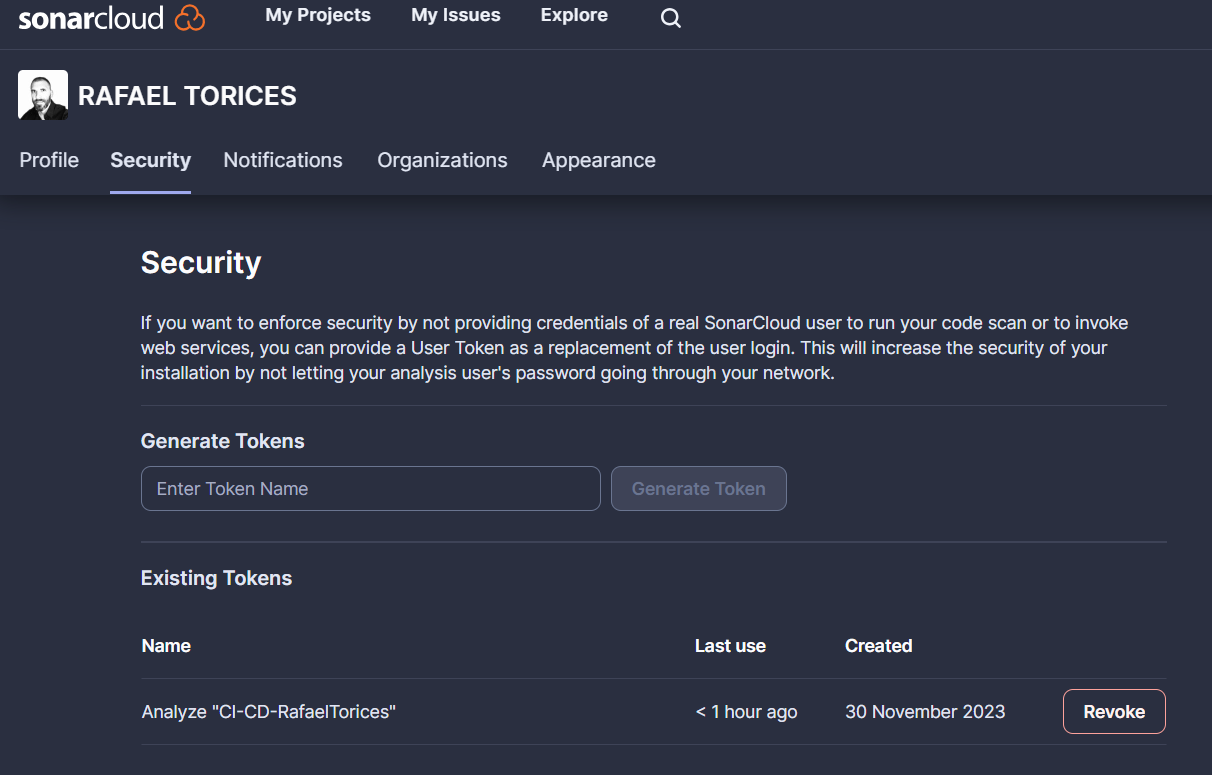 sonarcloud My Projects My Issues Explore
RAFAEL TORICES
Profile Security Notifications Organizations Appearance
Security
If you want to enforce security by not providing credentials of a real SonarCloud user to run your code scan or to invoke
web services, you can provide a User Token as a replacement of the user login. This will increase the security of your
installation by not letting your analysis user's password going through your network.
Generate Tokens
Enter Token Name Generate Token
Existing Tokens
Name Last use Created
Analyze "CI-CD-RafaelTorices" < 1 hour ago 30 November 2023 Revoke